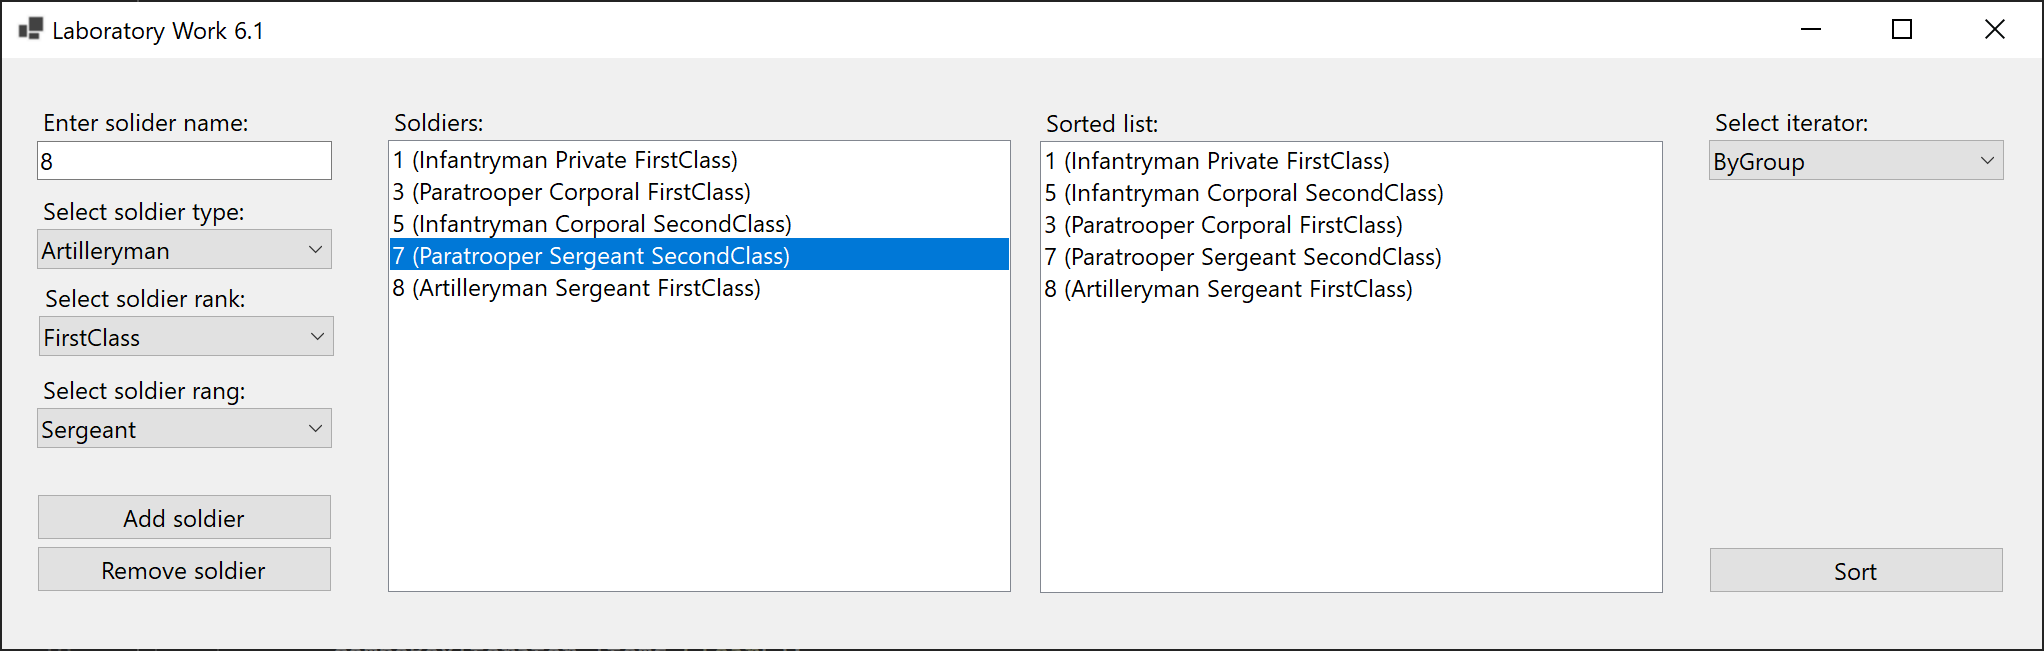 Laboratory Work 6.1
Enter solider name:
8
Select soldier type:
Artilleryman
Select soldier rank:
FirstClass
Select soldier rang:
Sergeant
Add soldier
Remove soldier
Soldiers:
1 (Infantryman Private FirstClass)
3 (Paratrooper Corporal FirstClass)
5 (Infantryman Corporal SecondClass)
7 (Paratrooper Sergeant SecondClass)
8 (Artilleryman Sergeant FirstClass)
Sorted list:
1 (Infantryman Private FirstClass)
5 (Infantryman Corporal SecondClass)
3 (Paratrooper Corporal FirstClass)
7 (Paratrooper Sergeant SecondClass)
8 (Artilleryman Sergeant FirstClass)
Select iterator:
ByGroup
Sort